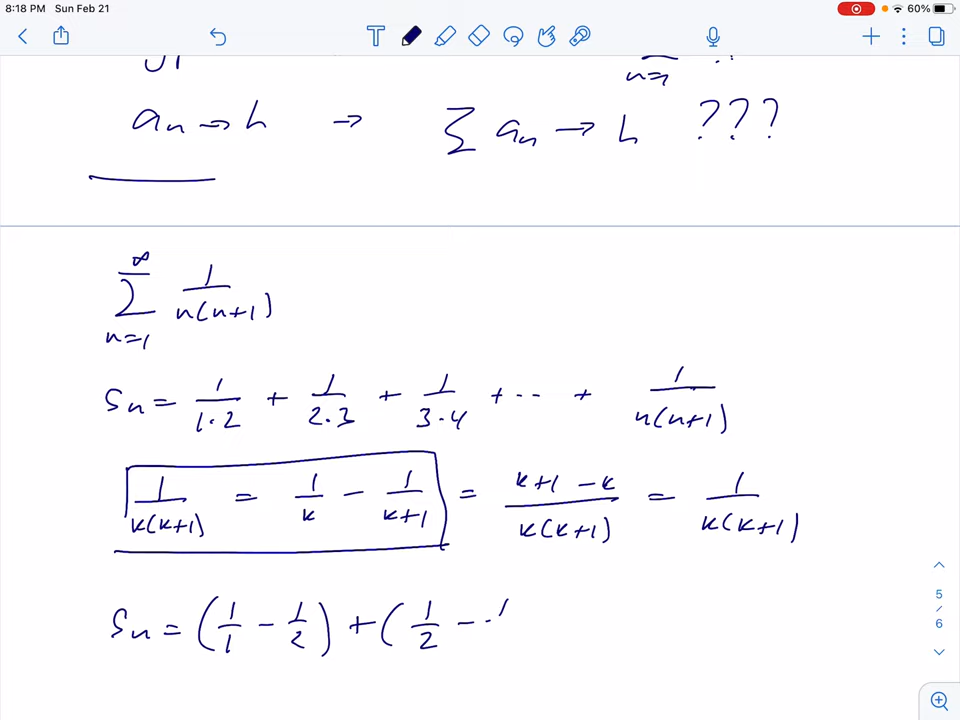 8:18 PM Sun Feb 21 60%
n=1
aₙ → h → Σ aₙ → h ???
∞
Σ 1/n(n+1)
n=1
Sₙ = 1/1·2 + 1/2·3 + 1/3·4 + ·· + 1/n(n+1)
1/k(k+1) = 1/k − 1/k+1 = k+1−k/k(k+1) = 1/k(k+1)
Sₙ = (1/1 − 1/2) + (1/2 −
5
/
6